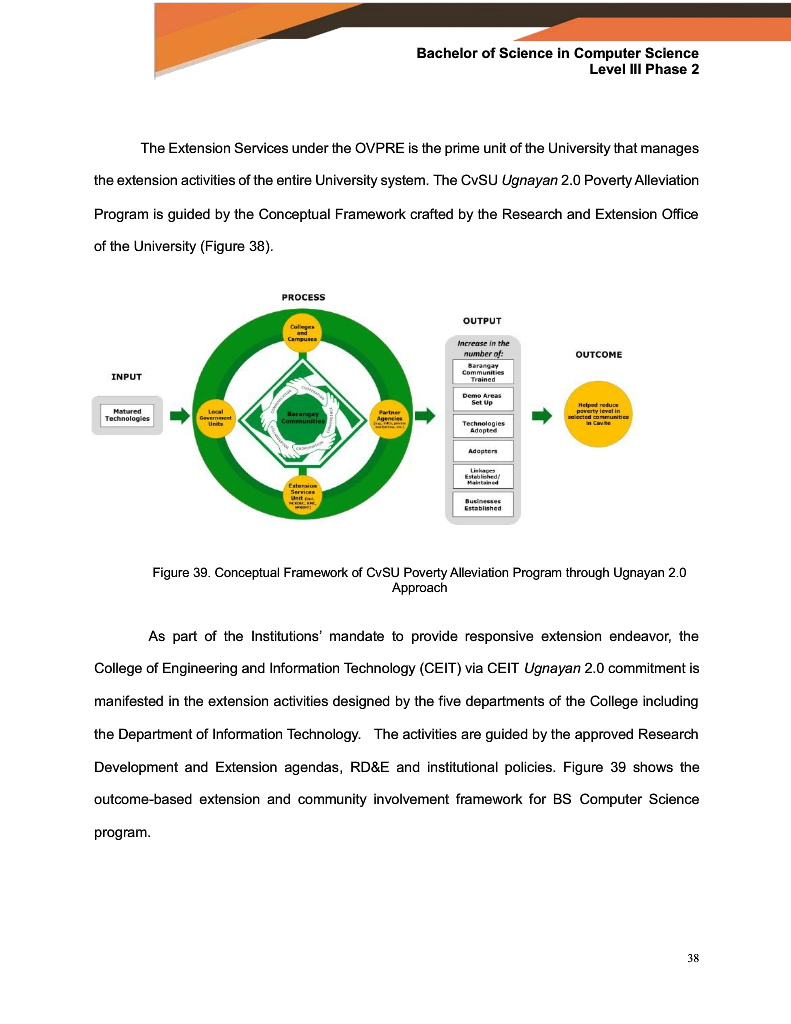 Bachelor of Science in Computer Science
Level III Phase 2
The Extension Services under the OVPRE is the prime unit of the University that manages
the extension activities of the entire University system. The CvSU Ugnayan 2.0 Poverty Alleviation
Program is guided by the Conceptual Framework crafted by the Research and Extension Office
of the University (Figure 38).
INPUT
Matured
Technologies
PROCESS
Colleges
and
Campuses
Local
Government
Units
Barangay
Communities
Partner
Agencies
Extension
Services
Unit
OUTPUT
Increase in the
number of:
Barangay
Communities
Trained
Demo Areas
Set Up
Technologies
Adopted
Adopters
Linkages
Established/
Maintained
Businesses
Established
OUTCOME
Helped reduce
poverty level in
selected communities
in Cavite
Figure 39. Conceptual Framework of CvSU Poverty Alleviation Program through Ugnayan 2.0
Approach
As part of the Institutions’ mandate to provide responsive extension endeavor, the
College of Engineering and Information Technology (CEIT) via CEIT Ugnayan 2.0 commitment is
manifested in the extension activities designed by the five departments of the College including
the Department of Information Technology. The activities are guided by the approved Research
Development and Extension agendas, RD&E and institutional policies. Figure 39 shows the
outcome-based extension and community involvement framework for BS Computer Science
program.
38